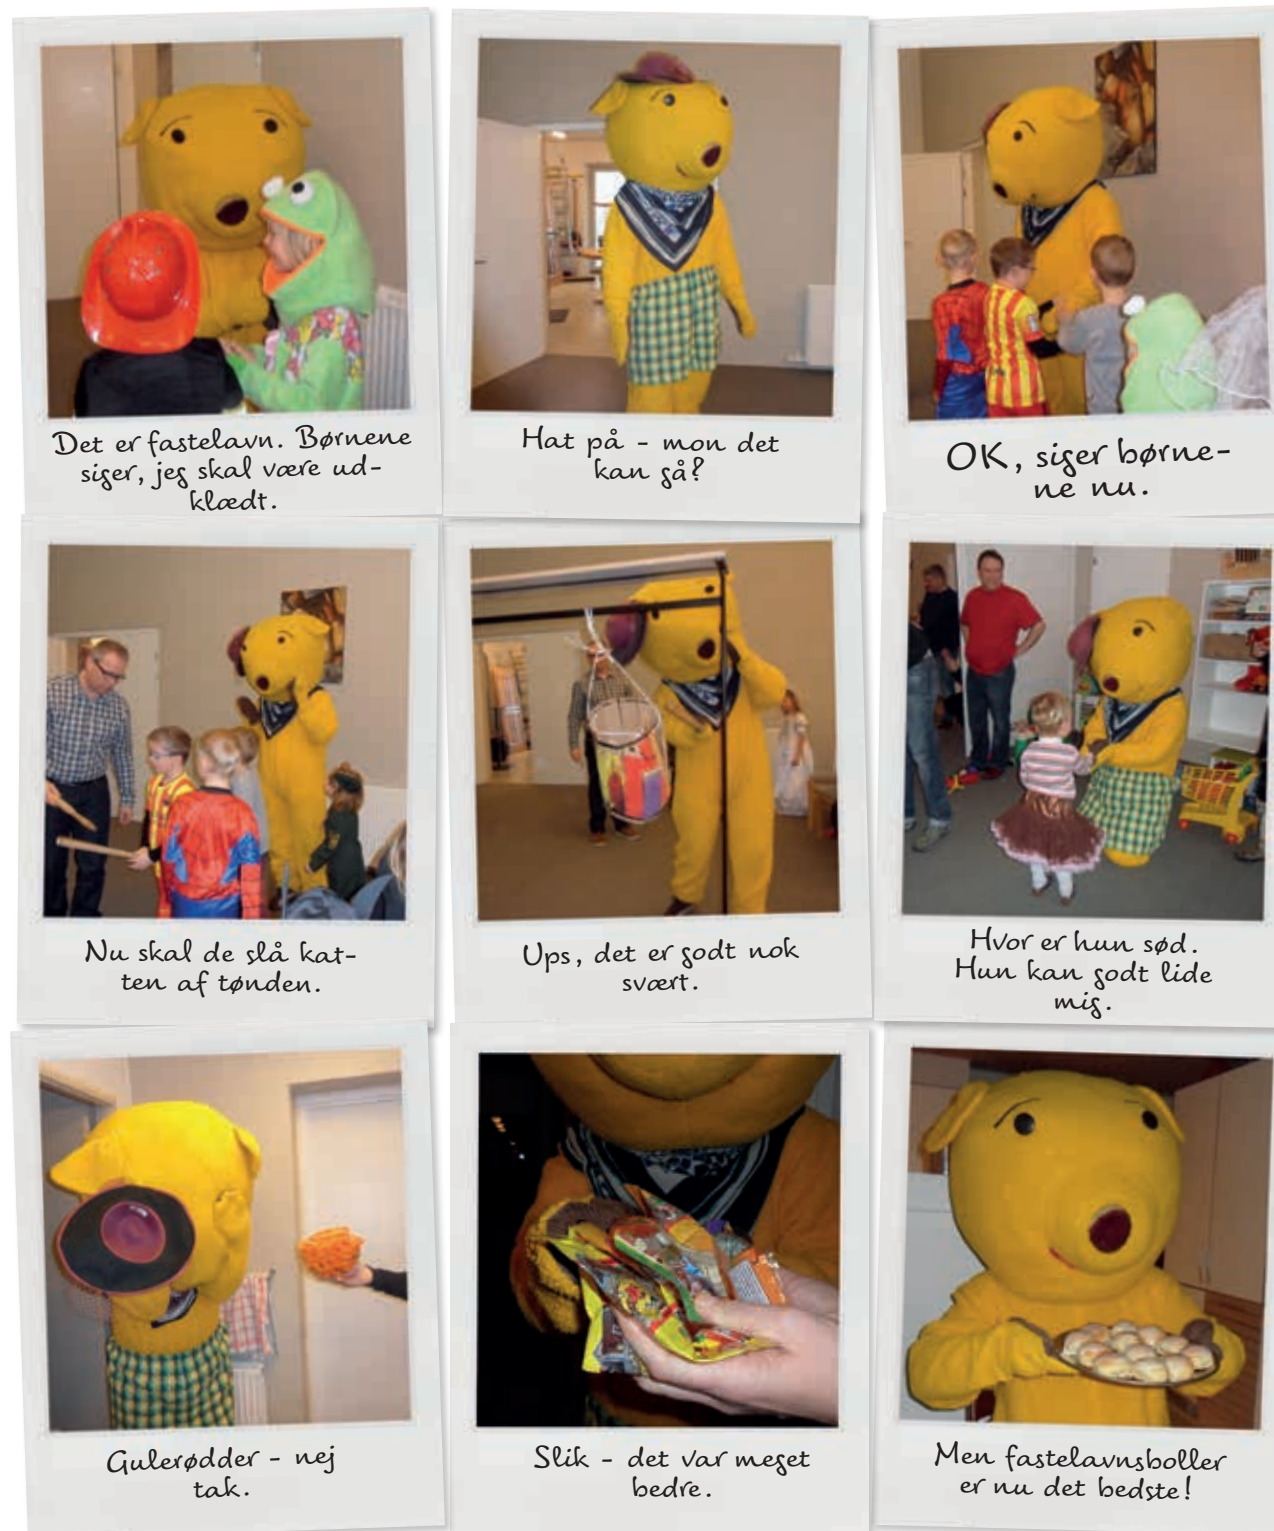 Det er fastelavn. Børnene
siger, jeg skal være ud-
klædt.
Hat på - mon det
kan gå?
OK, siger børne-
ne nu.
Nu skal de slå kat-
ten af tønden.
Ups, det er godt nok
svært.
Hvor er hun sød.
Hun kan godt lide
mig.
Gulerødder - nej
tak.
Slik - det var meget
bedre.
Men fastelavnsboller
er nu det bedste!